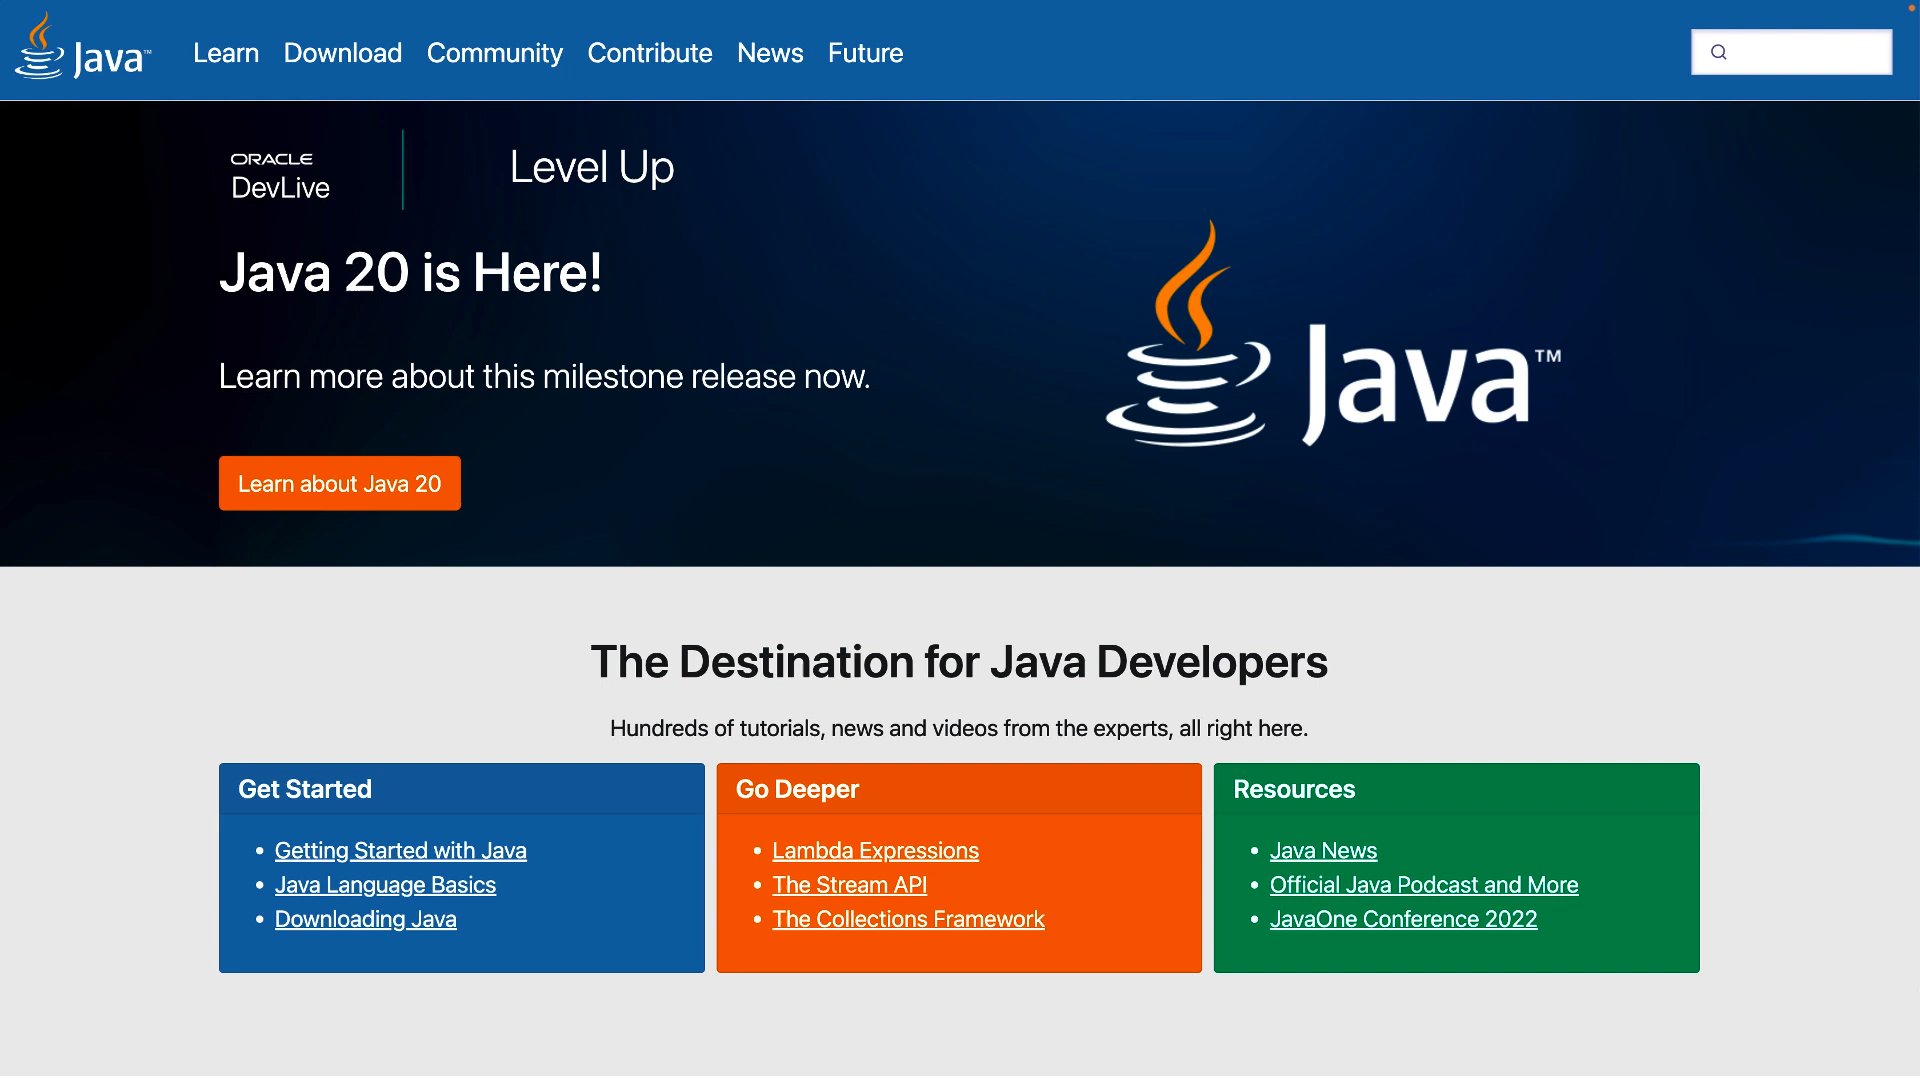 Java™ Learn Download Community Contribute News Future
ORACLE
DevLive
Level Up
Java 20 is Here!
Learn more about this milestone release now.
Learn about Java 20
Java™
The Destination for Java Developers
Hundreds of tutorials, news and videos from the experts, all right here.
Get Started
• Getting Started with Java
• Java Language Basics
• Downloading Java
Go Deeper
• Lambda Expressions
• The Stream API
• The Collections Framework
Resources
• Java News
• Official Java Podcast and More
• JavaOne Conference 2022